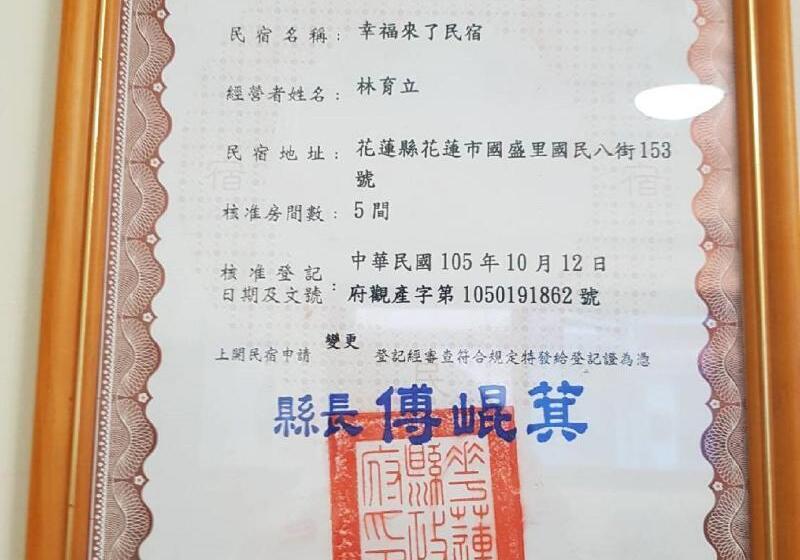 民宿名稱：幸福來了民宿
經營者姓名：林育立
民宿地址：花蓮縣花蓮市國盛里國民八街153
號
核准房間數：5間
核准登記
日期及文號：
中華民國105年10月12日
府觀產字第1050191862號
上開民宿申請 變更 登記經審查符合規定特發給登記證為憑
縣長 傅崐萁
花蓮
縣政
府印